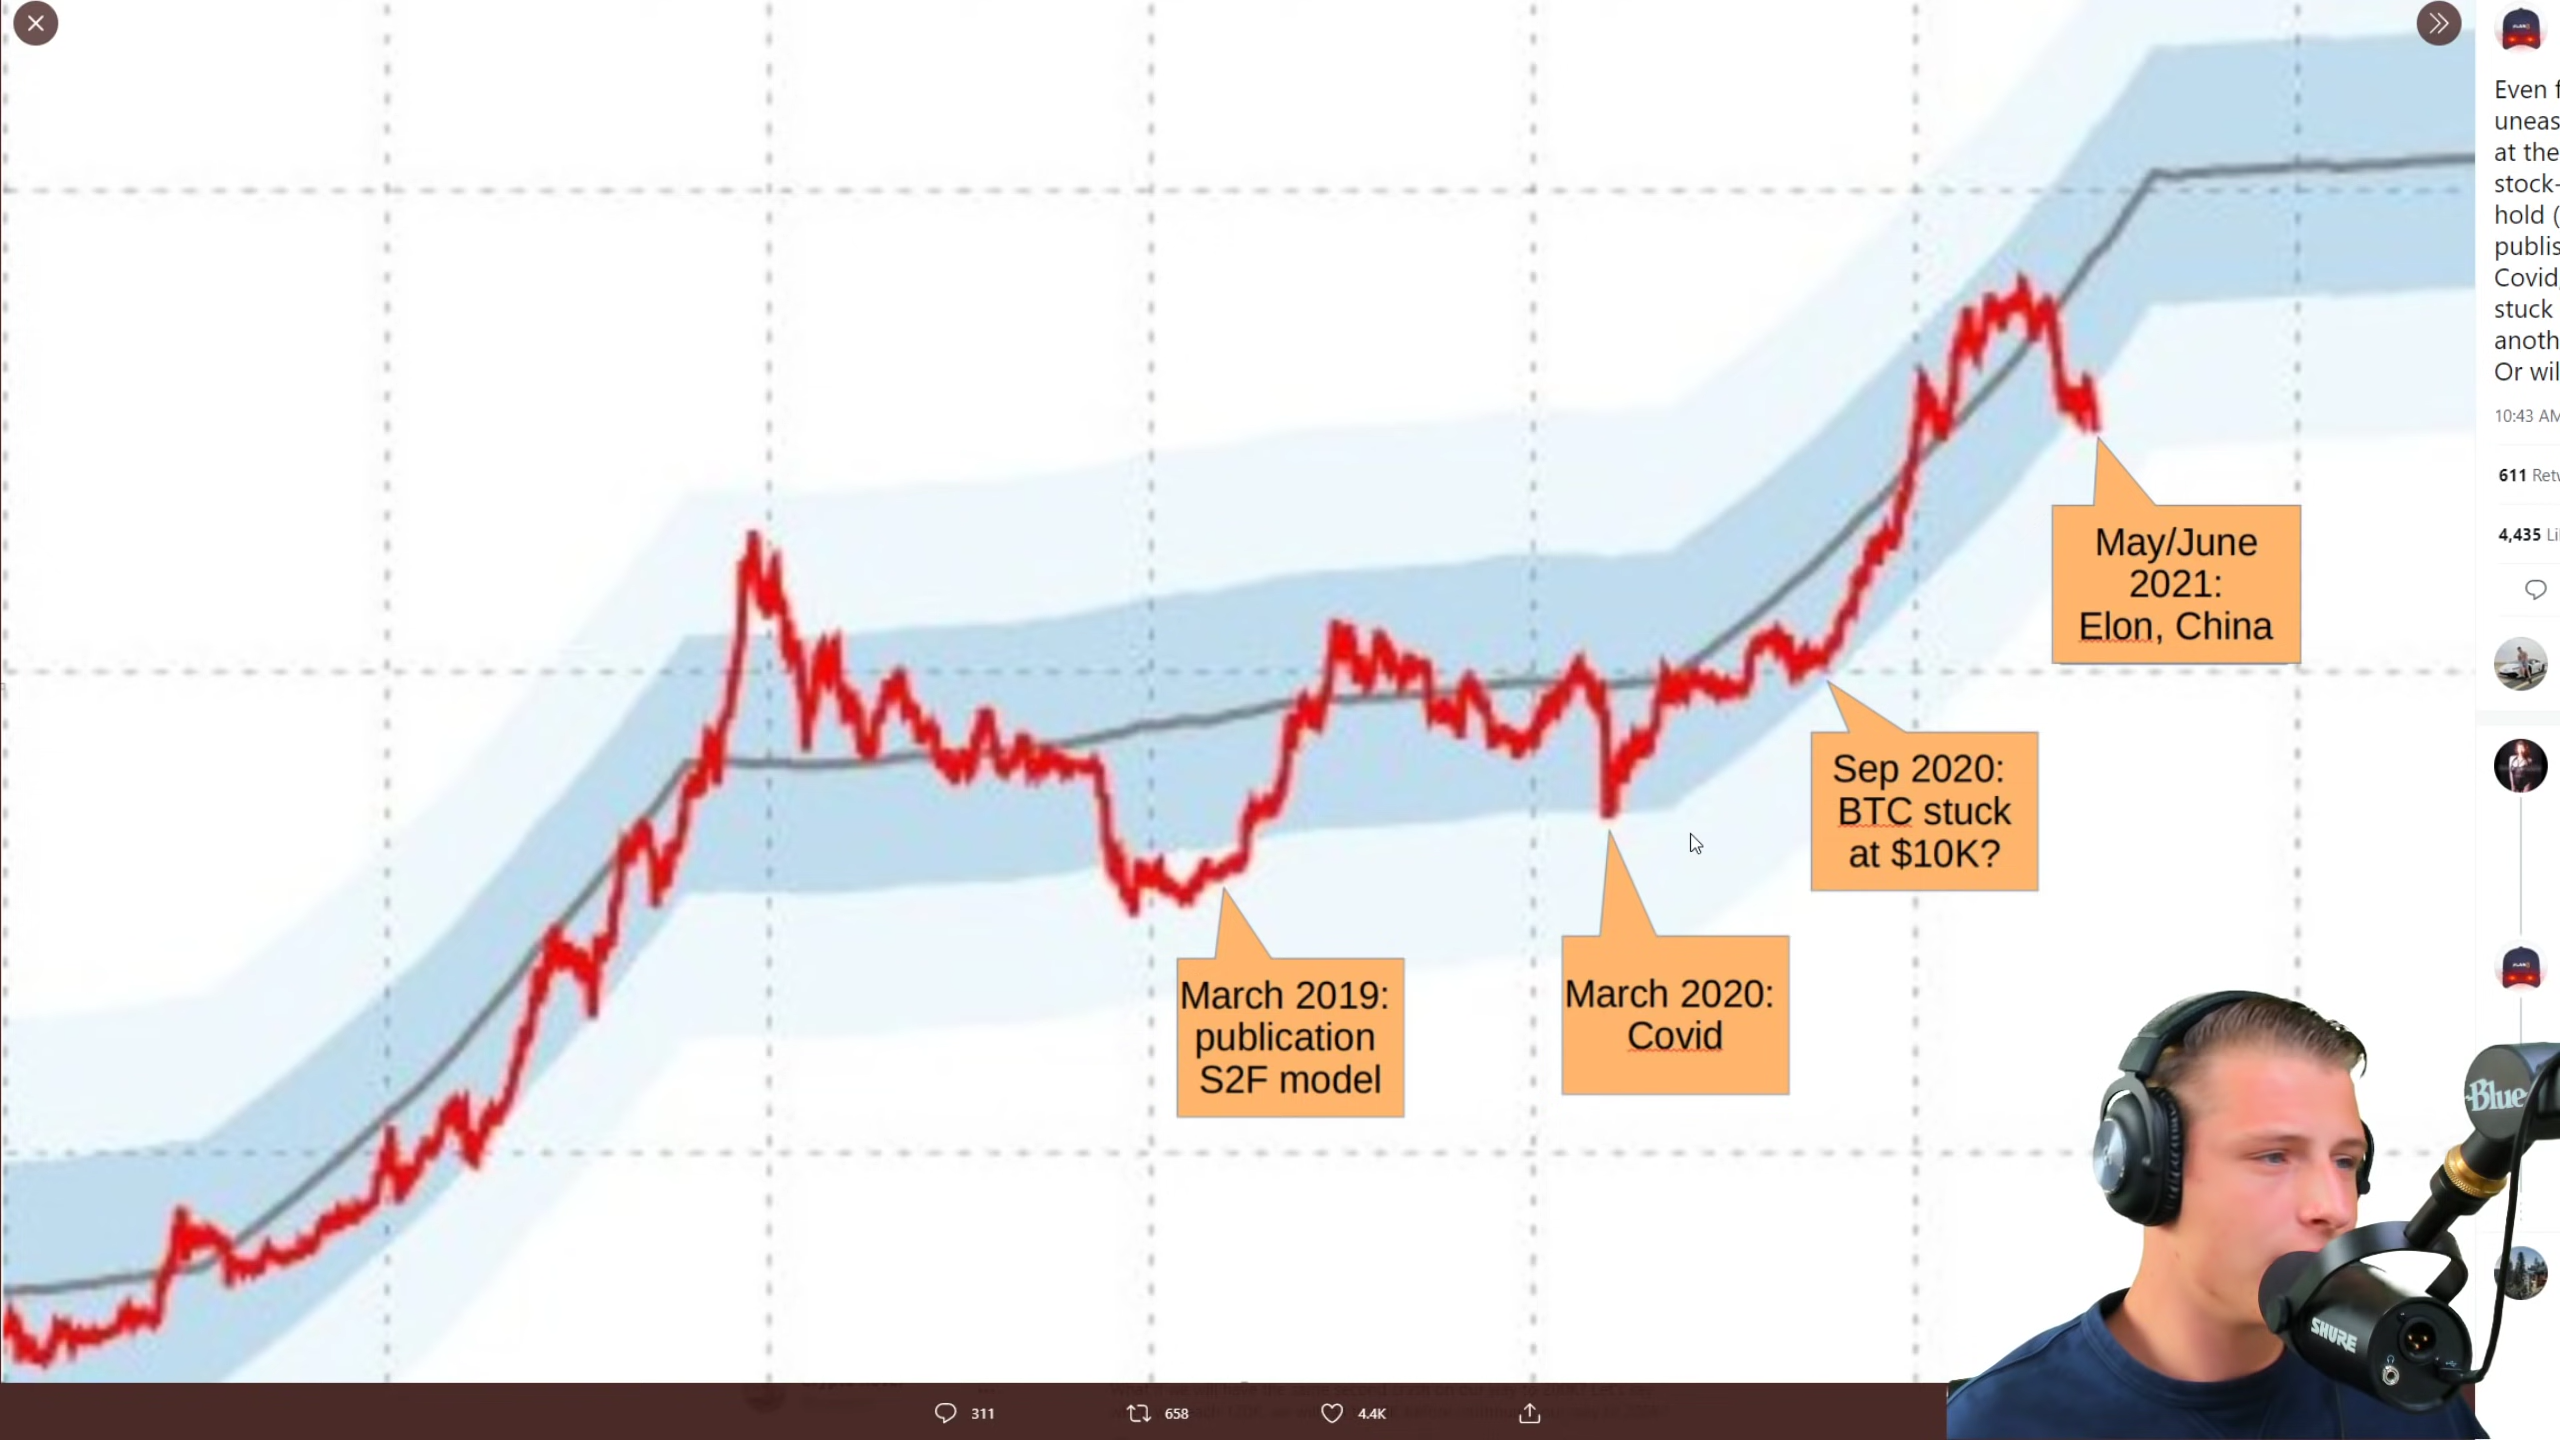 Even f
uneas
at the
stock-
hold (
publis
Covid,
stuck
anoth
Or wil
10:43 AM
611 Retw
4,435 Li
May/June
2021:
Elon, China
Sep 2020:
BTC stuck
at $10K?
March 2019:
publication
S2F model
March 2020:
Covid
Blue
SHURE
311
658
4.4K